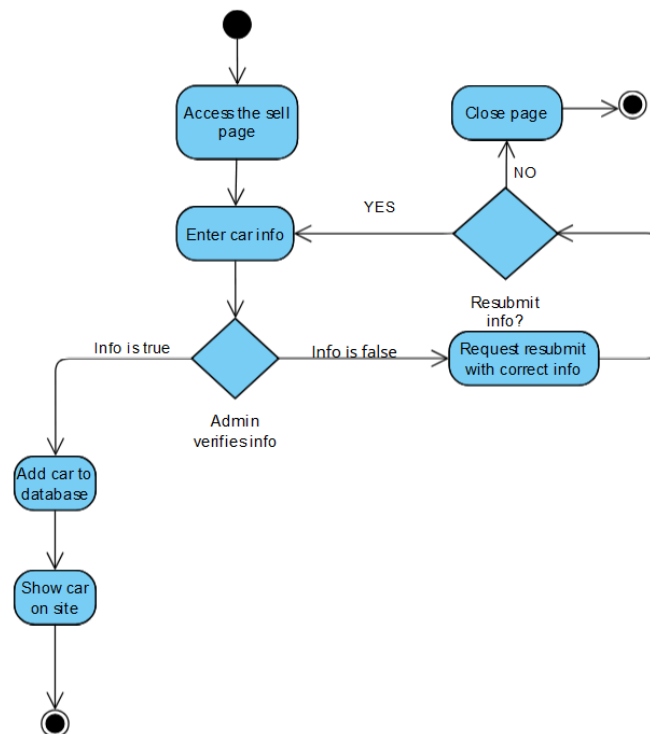 Access the sell
page
Close page
NO
YES
Enter car info
Resubmit
info?
Info is true
Info is false
Request resubmit
with correct info
Admin
verifies info
Add car to
database
Show car
on site